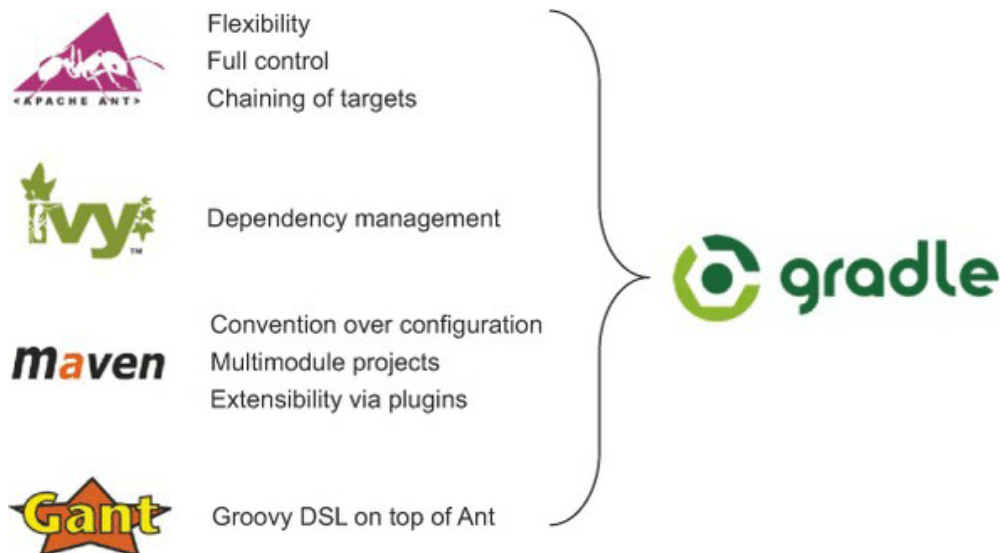 <APACHE ANT>
Flexibility
Full control
Chaining of targets
ivy
TM
Dependency management
maven
Convention over configuration
Multimodule projects
Extensibility via plugins
Gant
Groovy DSL on top of Ant
gradle